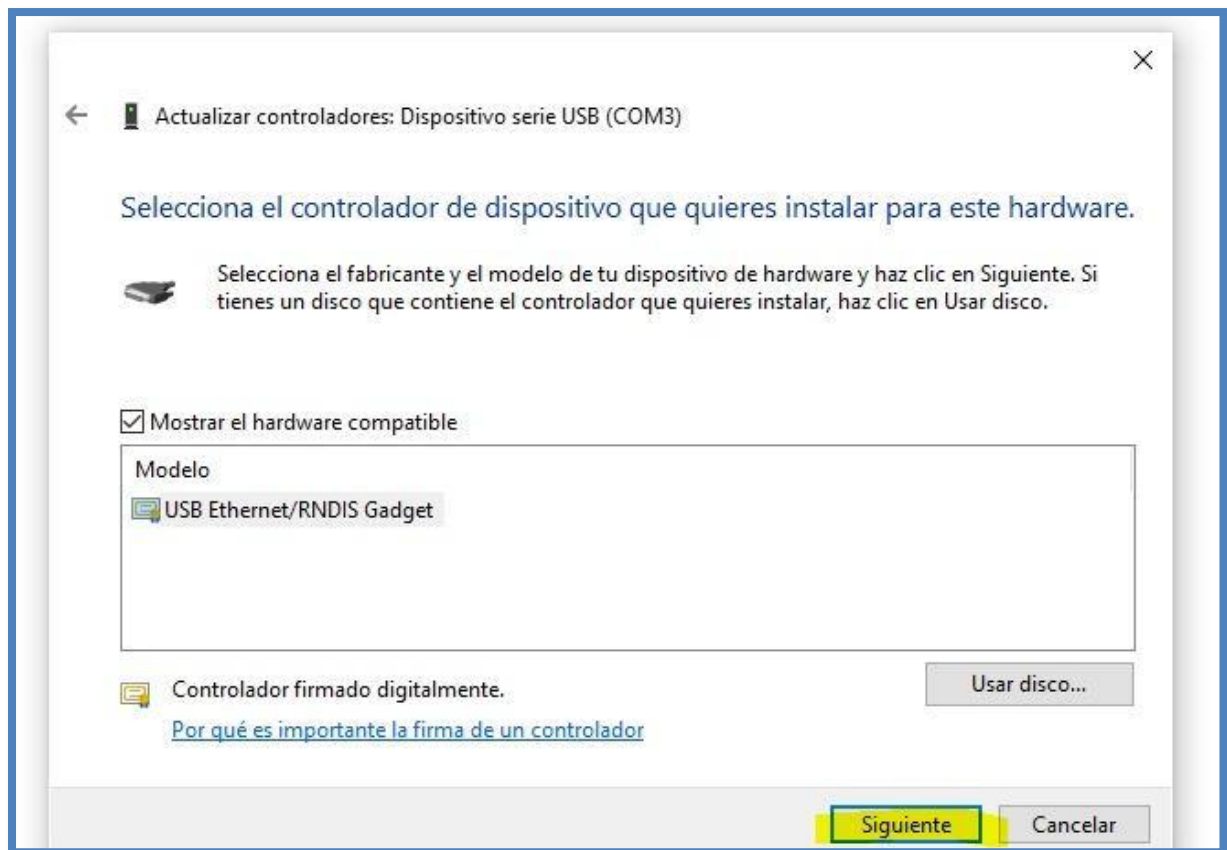 Actualizar controladores: Dispositivo serie USB (COM3)
Selecciona el controlador de dispositivo que quieres instalar para este hardware.
Selecciona el fabricante y el modelo de tu dispositivo de hardware y haz clic en Siguiente. Si
tienes un disco que contiene el controlador que quieres instalar, haz clic en Usar disco.
Mostrar el hardware compatible
Modelo
USB Ethernet/RNDIS Gadget
Controlador firmado digitalmente.
Usar disco...
Por qué es importante la firma de un controlador
Siguiente
Cancelar